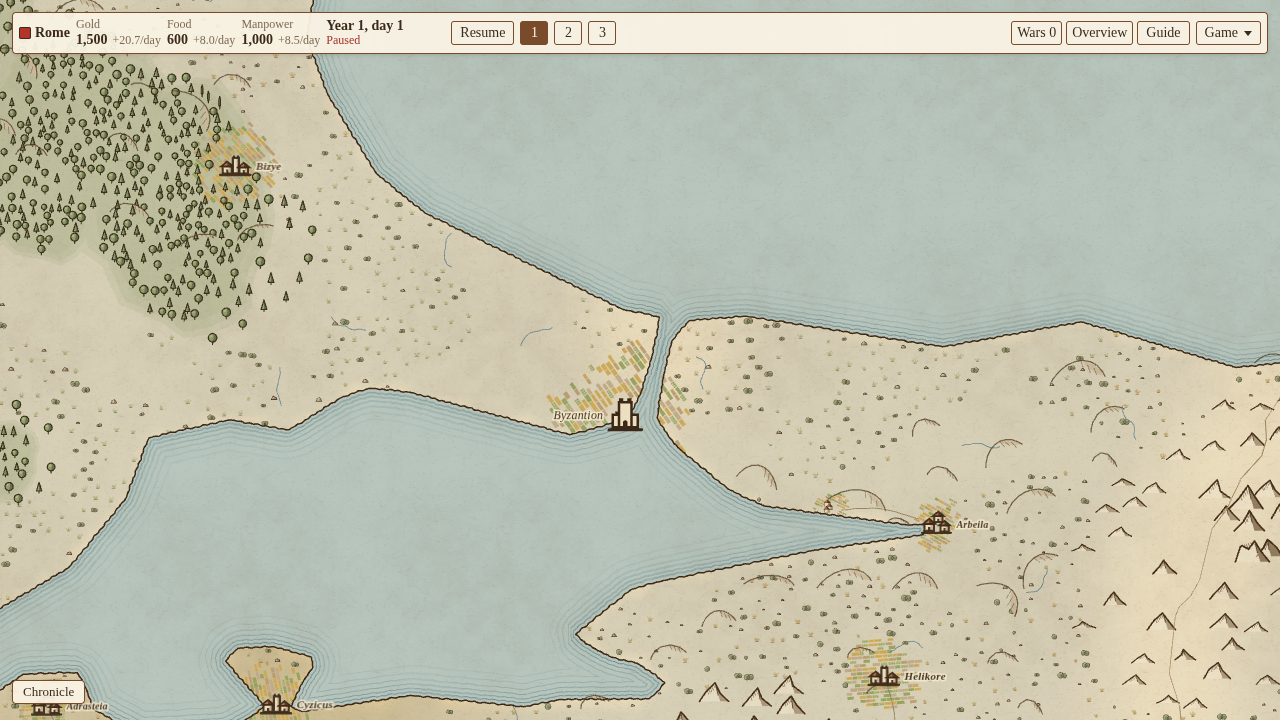 Rome
Gold
1,500 +20.7/day
Food
600 +8.0/day
Manpower
1,000 +8.5/day
Year 1, day 1
Paused
Resume
1
2
3
Wars 0
Overview
Guide
Game
Bizye
Byzantion
Arbeila
Helikore
Cyzicus
Chronicle
Adrasteia